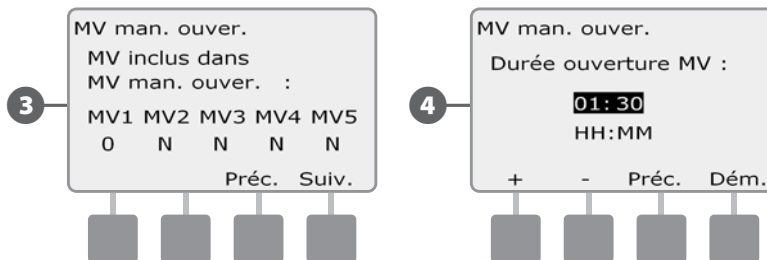 3
MV man. ouver.
MV inclus dans
MV man. ouver. :
MV1 MV2 MV3 MV4 MV5
0 N N N N
Préc. Suiv.
4
MV man. ouver.
Durée ouverture MV :
01:30
HH:MM
+ - Préc. Dém.